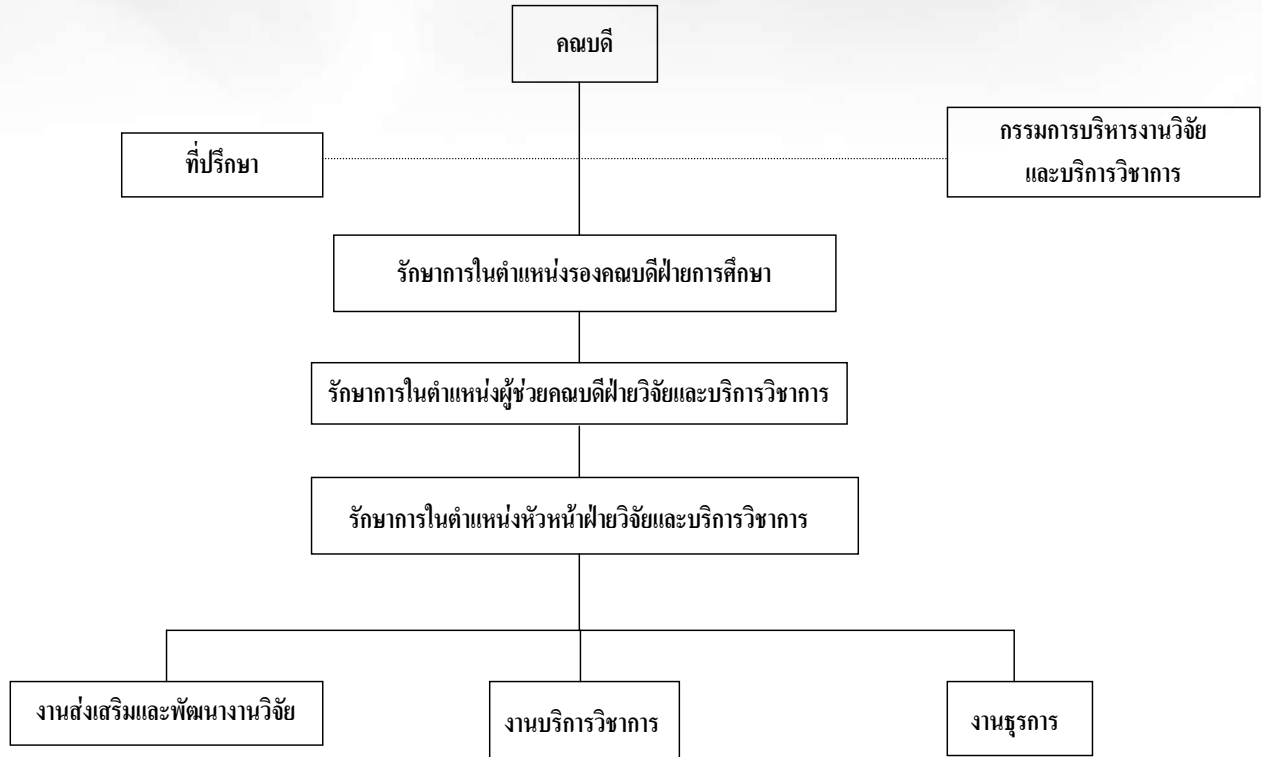 คณบดี
ที่ปรึกษา
กรรมการบริหารงานวิจัย
และบริการวิชาการ
รักษาการในตำแหน่งรองคณบดีฝ่ายการศึกษา
รักษาการในตำแหน่งผู้ช่วยคณบดีฝ่ายวิจัยและบริการวิชาการ
รักษาการในตำแหน่งหัวหน้าฝ่ายวิจัยและบริการวิชาการ
งานส่งเสริมและพัฒนางานวิจัย
งานบริการวิชาการ
งานธุรการ